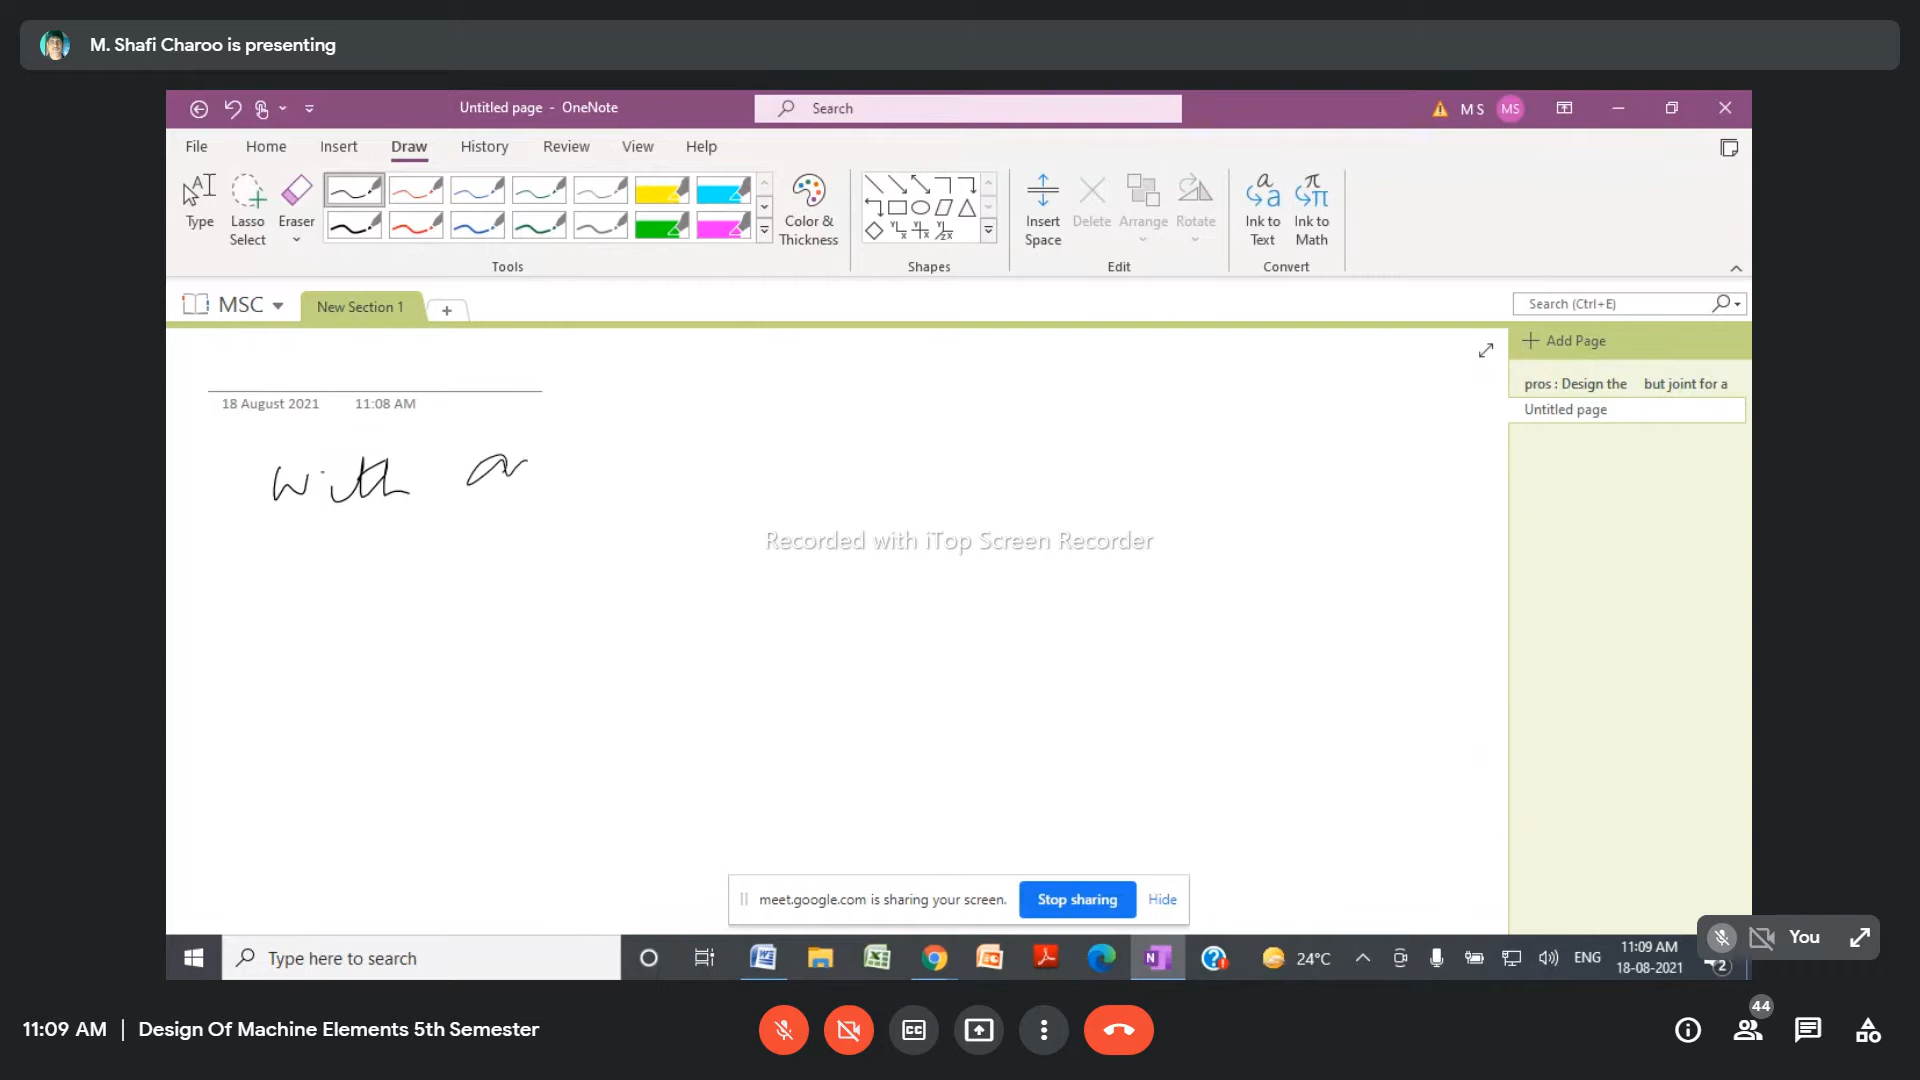 M. Shafi Charoo is presenting
Untitled page - OneNote
Search
M S
MS
File Home Insert Draw History Review View Help
Type
Lasso Select
Eraser
Color & Thickness
Insert Space
Delete
Arrange
Rotate
Ink to Text
Ink to Math
Tools
Shapes
Edit
Convert
MSC
New Section 1
Search (Ctrl+E)
Add Page
pros : Design the but joint for a
Untitled page
18 August 2021 11:08 AM
with
Recorded with iTop Screen Recorder
meet.google.com is sharing your screen.
Stop sharing
Hide
Type here to search
24°C
ENG
11:09 AM
18-08-2021
2
You
44
11:09 AM | Design Of Machine Elements 5th Semester
CC